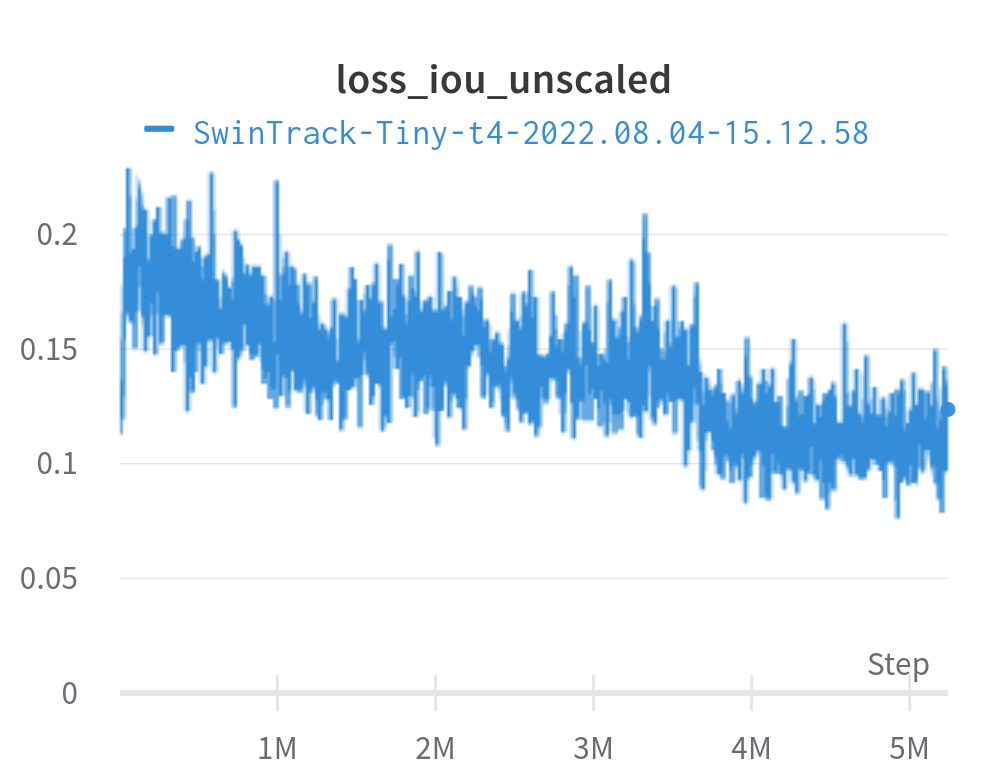 loss_iou_unscaled
SwinTrack-Tiny-t4-2022.08.04-15.12.58
0.2
0.15
0.1
0.05
0
Step
1M 2M 3M 4M 5M